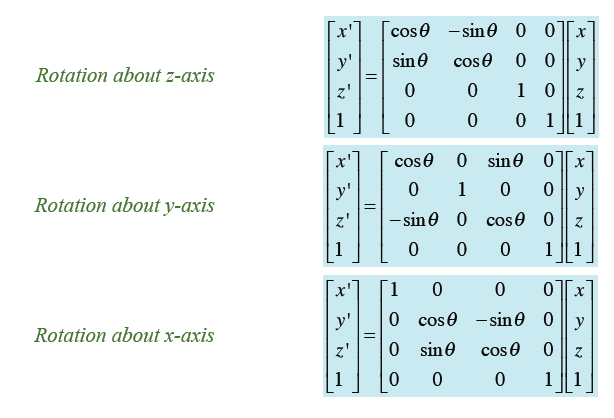 x' cosθ −sinθ 0 0 x
y' sinθ cosθ 0 0 y
Rotation about z-axis =
z' 0 0 1 0 z
1 0 0 0 1 1
x' cosθ 0 sinθ 0 x
y' 0 1 0 0 y
Rotation about y-axis =
z' −sinθ 0 cosθ 0 z
1 0 0 0 1 1
x' 1 0 0 0 x
y' 0 cosθ −sinθ 0 y
Rotation about x-axis =
z' 0 sinθ cosθ 0 z
1 0 0 0 1 1